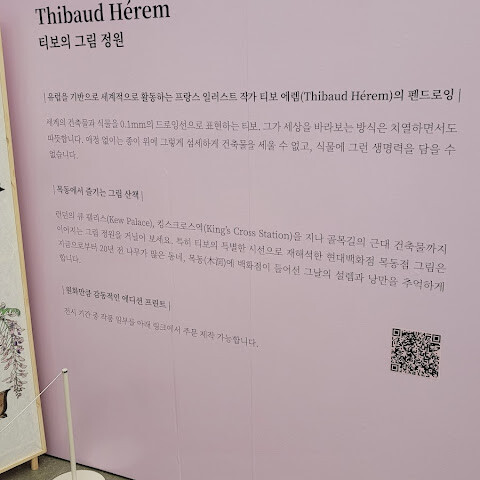 Thibaud Hérem
티보의 그림 정원
| 유럽을 기반으로 세계적으로 활동하는 프랑스 일러스트 작가 티보 에렘(Thibaud Hérem)의 펜드로잉 |
세계의 건축물과 식물을 0.1mm의 드로잉선으로 표현하는 티보. 그가 세상을 바라보는 방식은 치열하면서도
따뜻합니다. 애정 없이는 종이 위에 그렇게 섬세하게 건축물을 세울 수 없고, 식물에 그런 생명력을 담을 수
없습니다.
| 목동에서 즐기는 그림 산책 |
런던의 큐 팰리스(Kew Palace), 킹스크로스역(King's Cross Station)을 지나 골목길의 근대 건축물까지
이어지는 그림 정원을 거닐어 보세요. 특히 티보의 특별한 시선으로 재해석한 현대백화점 목동점 그림은
지금으로부터 20년 전 나무가 많은 동네, 목동(木洞)에 백화점이 들어선 그날의 설렘과 낭만을 추억하게
합니다.
| 원화만큼 감동적인 에디션 프린트 |
전시 기간 중 작품 일부를 아래 링크에서 주문 제작 가능합니다.